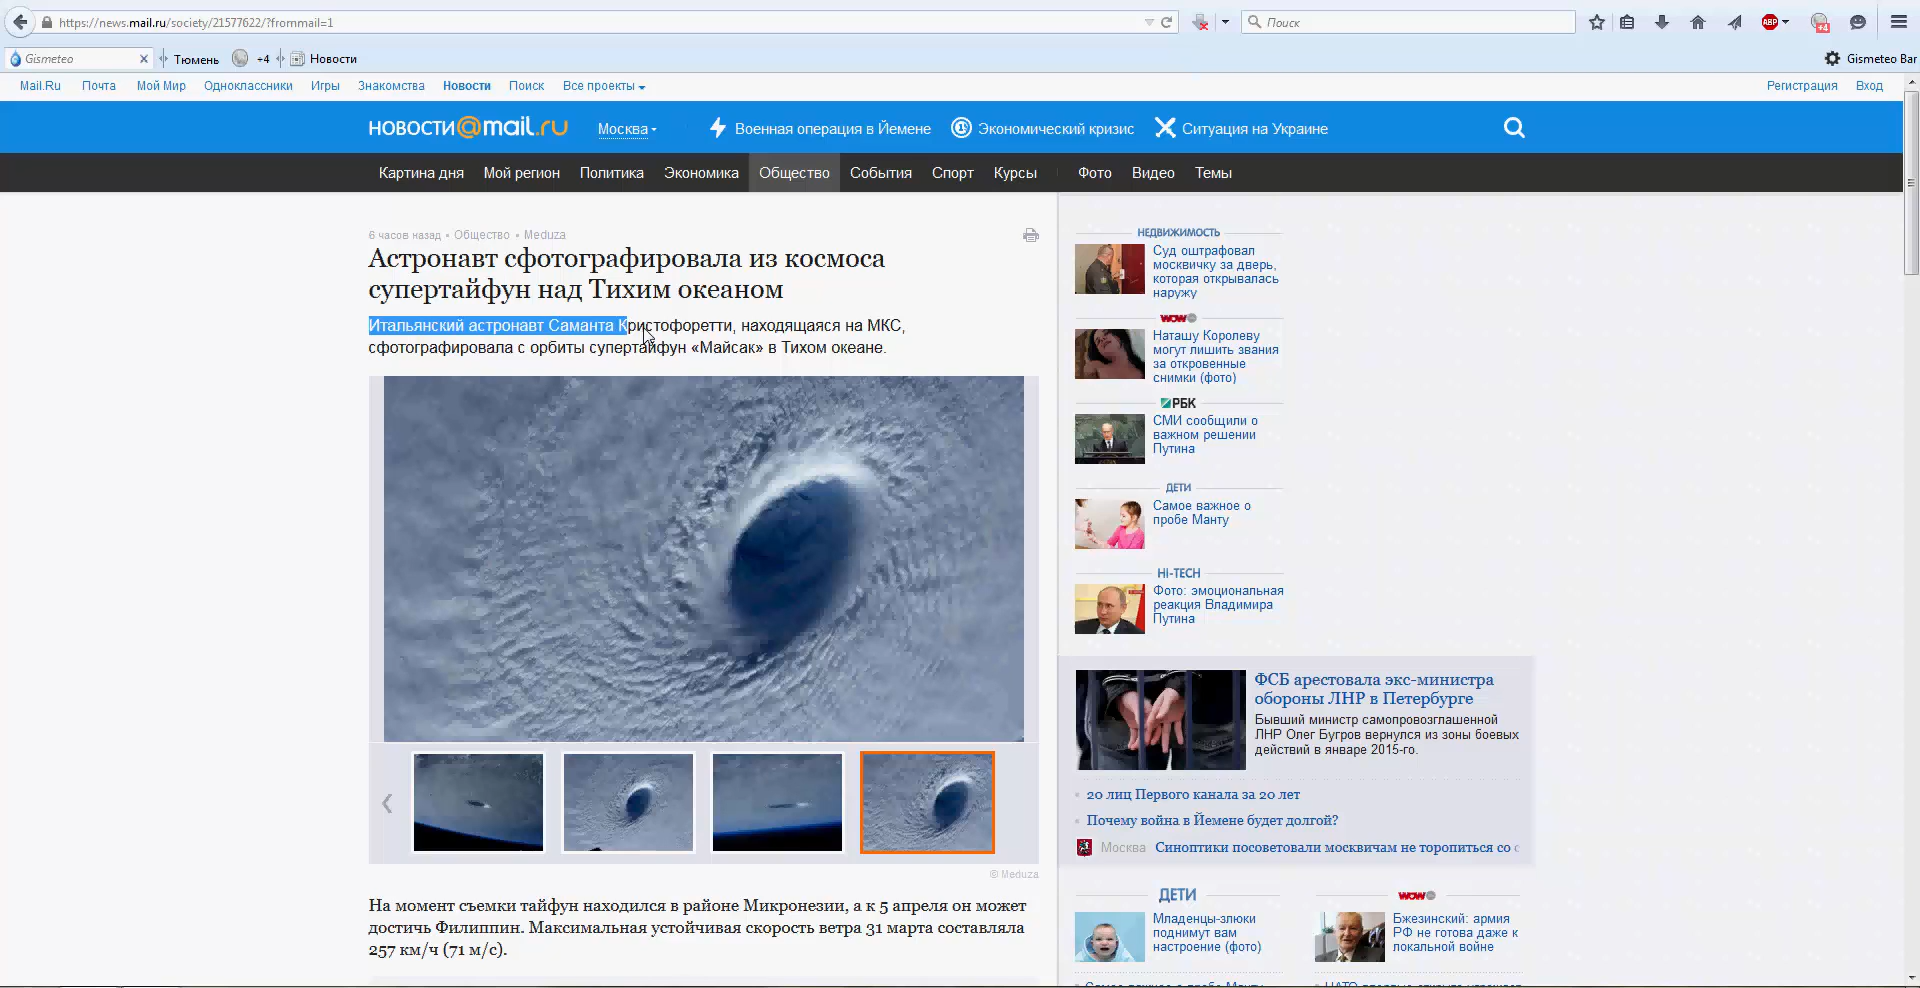 https://news.mail.ru/society/21577622/?frommail=1
Поиск
ABP
+4
Gismeteo
Тюмень
+4
Новости
Gismeteo Bar
Mail.Ru Почта Мой Мир Одноклассники Игры Знакомства Новости Поиск Все проекты
Регистрация Вход
НОВОСТИ@mail.ru
Москва
Военная операция в Йемене
Экономический кризис
Ситуация на Украине
Картина дня Мой регион Политика Экономика Общество События Спорт Курсы Фото Видео Темы
6 часов назад • Общество • Meduza
Астронавт сфотографировала из космоса
супертайфун над Тихим океаном
Итальянский астронавт Саманта Кристофоретти, находящаяся на МКС,
сфотографировала с орбиты супертайфун «Майсак» в Тихом океане.
© Meduza
На момент съемки тайфун находился в районе Микронезии, а к 5 апреля он может
достичь Филиппин. Максимальная устойчивая скорость ветра 31 марта составляла
257 км/ч (71 м/с).
НЕДВИЖИМОСТЬ
Суд оштрафовал
москвичку за дверь,
которая открывалась
наружу
WOW
Наташу Королеву
могут лишить звания
за откровенные
снимки (фото)
РБК
СМИ сообщили о
важном решении
Путина
ДЕТИ
Самое важное о
пробе Манту
HI-TECH
Фото: эмоциональная
реакция Владимира
Путина
ФСБ арестовала экс-министра
обороны ЛНР в Петербурге
Бывший министр самопровозглашенной
ЛНР Олег Бугров вернулся из зоны боевых
действий в январе 2015-го.
20 лиц Первого канала за 20 лет
Почему война в Йемене будет долгой?
Москва Синоптики посоветовали москвичам не торопиться со с
ДЕТИ
Младенцы-злюки
поднимут вам
настроение (фото)
WOW
Бжезинский: армия
РФ не готова даже к
локальной войне